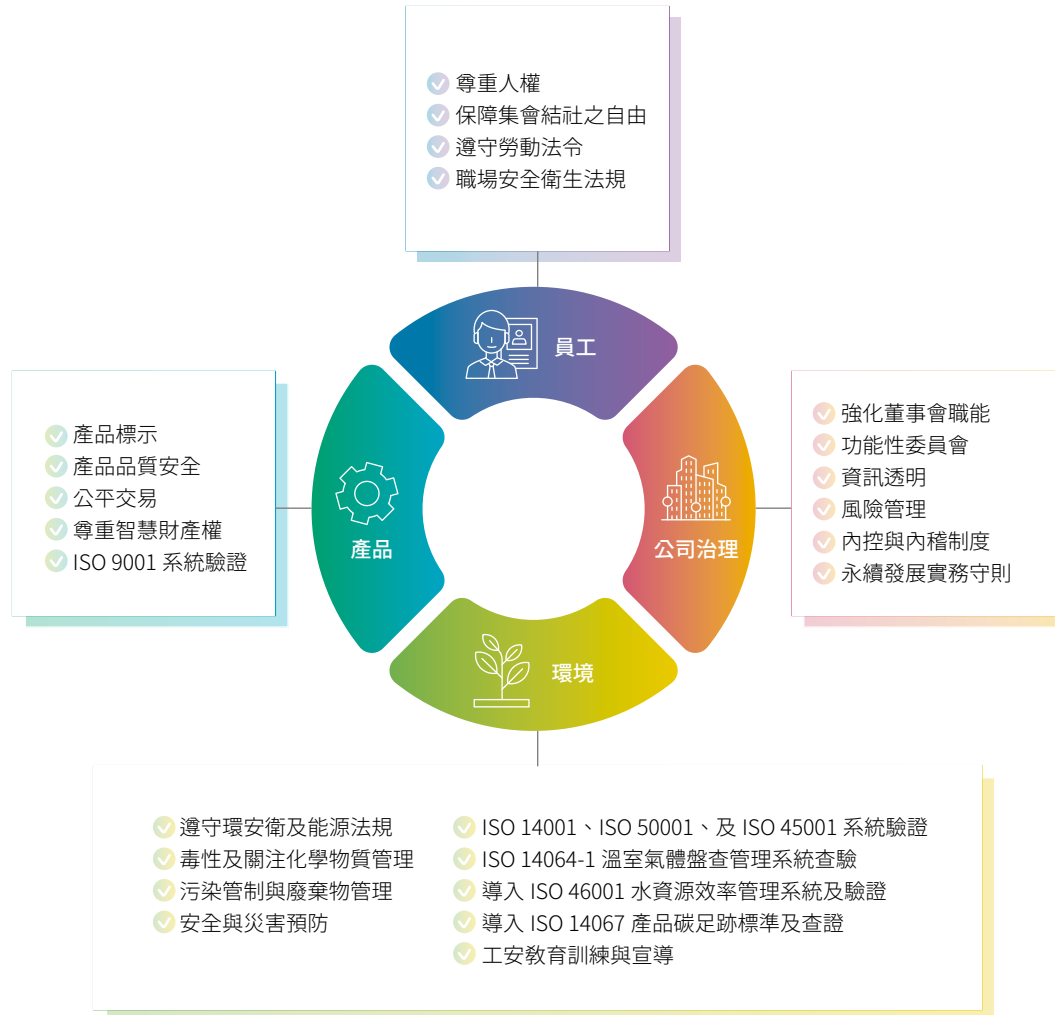 尊重人權
保障集會結社之自由
遵守勞動法令
職場安全衛生法規
員工
產品標示
產品品質安全
公平交易
尊重智慧財產權
ISO 9001 系統驗證
產品
公司治理
強化董事會職能
功能性委員會
資訊透明
風險管理
內控與內稽制度
永續發展實務守則
環境
遵守環安衛及能源法規
毒性及關注化學物質管理
污染管制與廢棄物管理
安全與災害預防
ISO 14001、ISO 50001、及 ISO 45001 系統驗證
ISO 14064-1 溫室氣體盤查管理系統查驗
導入 ISO 46001 水資源效率管理系統及驗證
導入 ISO 14067 產品碳足跡標準及查證
工安教育訓練與宣導